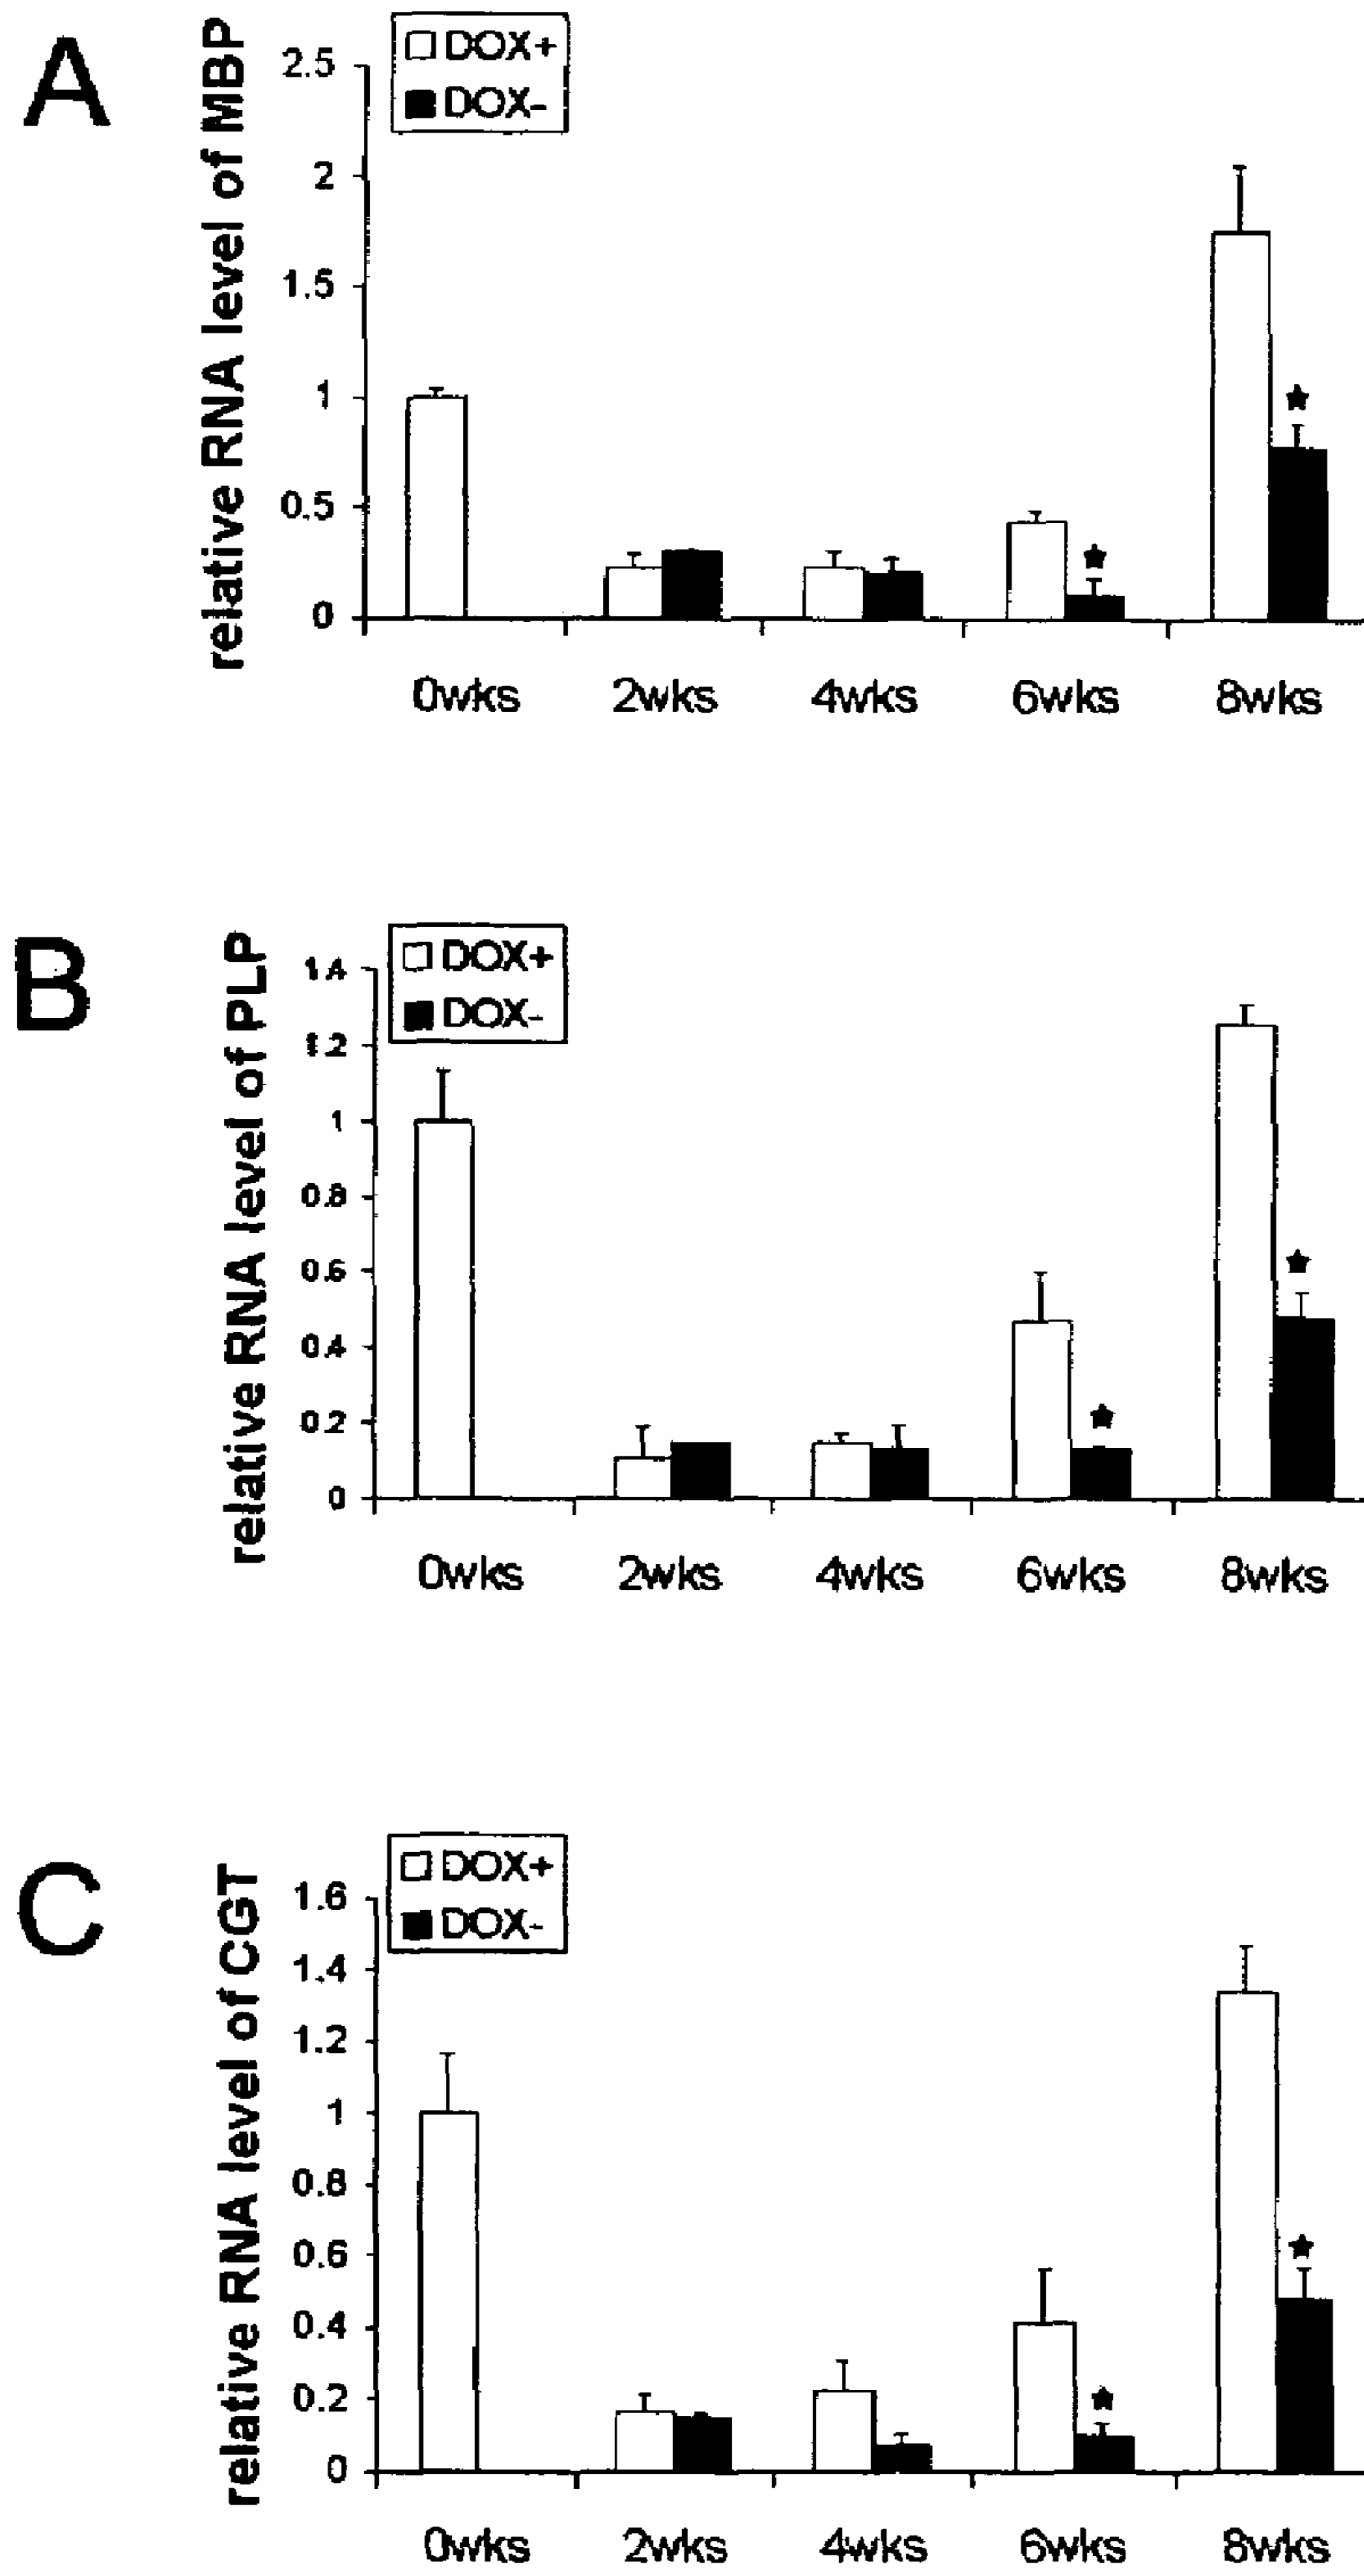 A
relative RNA level of MBP
DOX+
DOX-
2.5
2
1.5
1
0.5
0
0wks 2wks 4wks 6wks 8wks
B
relative RNA level of PLP
DOX+
DOX-
1.4
1.2
1
0.8
0.6
0.4
0.2
0
0wks 2wks 4wks 6wks 8wks
C
relative RNA level of CGT
DOX+
DOX-
1.6
1.4
1.2
1
0.8
0.6
0.4
0.2
0
0wks 2wks 4wks 6wks 8wks